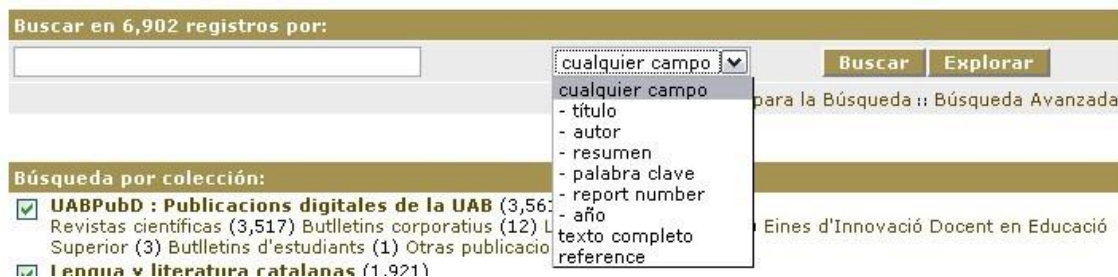 Buscar en 6,902 registros por:
cualquier campo Buscar Explorar
cualquier campo
- título
- autor
- resumen
- palabra clave
- report number
- año
texto completo
reference
para la Búsqueda :: Búsqueda Avanzada
Búsqueda por colección:
UABPubD : Publicacions digitales de la UAB (3,561
Revistas científicas (3,517) Butlletins corporatius (12) Eines d'Innovació Docent en Educació
Superior (3) Butlletins d'estudiants (1) Otras publicacio
Lengua y literatura catalanas (1,921)